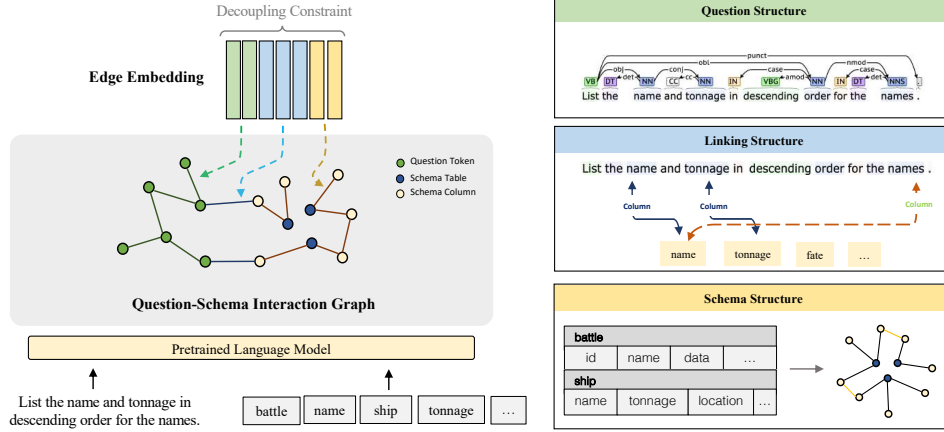 Decoupling Constraint
Edge Embedding
Question Token
Schema Table
Schema Column
Question-Schema Interaction Graph
Pretrained Language Model
List the name and tonnage in
descending order for the names.
battle name ship tonnage ...
Question Structure
punct
obl
obj conj case nmod
det cc amod case det
VB DT NN CC NN IN VBG NN IN DT NNS .
List the name and tonnage in descending order for the names .
Linking Structure
List the name and tonnage in descending order for the names .
Column Column Column
name tonnage fate ...
Schema Structure
battle
id name data ...
ship
name tonnage location ...